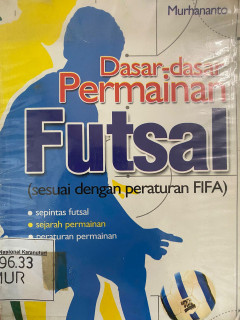 Murhananto
Dasar-dasar
Permainan
Futsal
(sesuai dengan peraturan FIFA)
• sepintas futsal
• sejarah permainan
• peraturan permainan
96.33
MUR